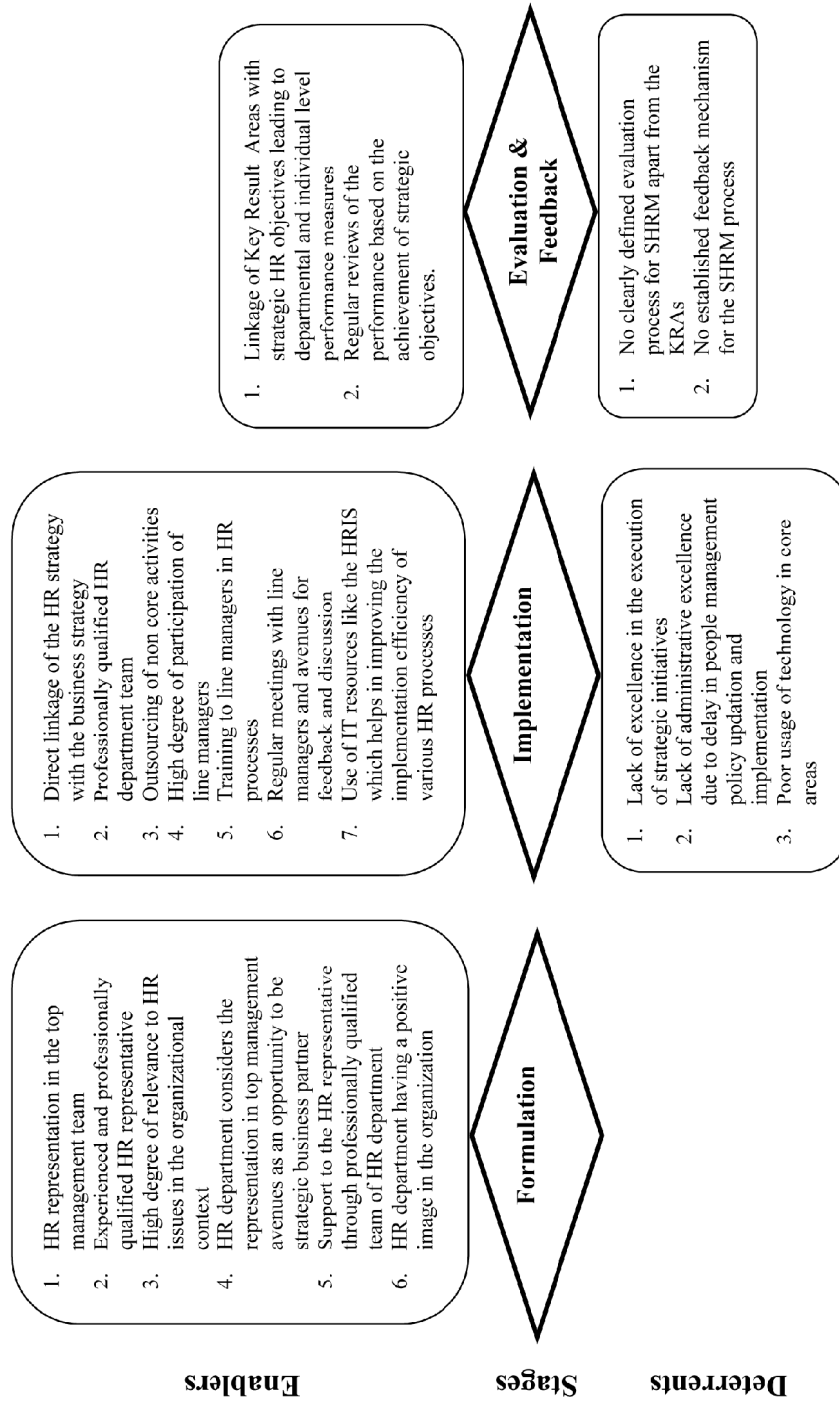 Enablers
1. HR representation in the top
management team
2. Experienced and professionally
qualified HR representative
3. High degree of relevance to HR
issues in the organizational
context
4. HR department considers the
representation in top management
avenues as an opportunity to be
strategic business partner
5. Support to the HR representative
through professionally qualified
team of HR department
6. HR department having a positive
image in the organization
1. Direct linkage of the HR strategy
with the business strategy
2. Professionally qualified HR
department team
3. Outsourcing of non core activities
4. High degree of participation of
line managers
5. Training to line managers in HR
processes
6. Regular meetings with line
managers and avenues for
feedback and discussion
7. Use of IT resources like the HRIS
which helps in improving the
implementation efficiency of
various HR processes
1. Linkage of Key Result Areas with
strategic HR objectives leading to
departmental and individual level
performance measures
2. Regular reviews of the
performance based on the
achievement of strategic
objectives.
Stages
Formulation
Implementation
Evaluation &
Feedback
Deterrents
1. Lack of excellence in the execution
of strategic initiatives
2. Lack of administrative excellence
due to delay in people management
policy updation and
implementation
3. Poor usage of technology in core
areas
1. No clearly defined evaluation
process for SHRM apart from the
KRAs
2. No established feedback mechanism
for the SHRM process